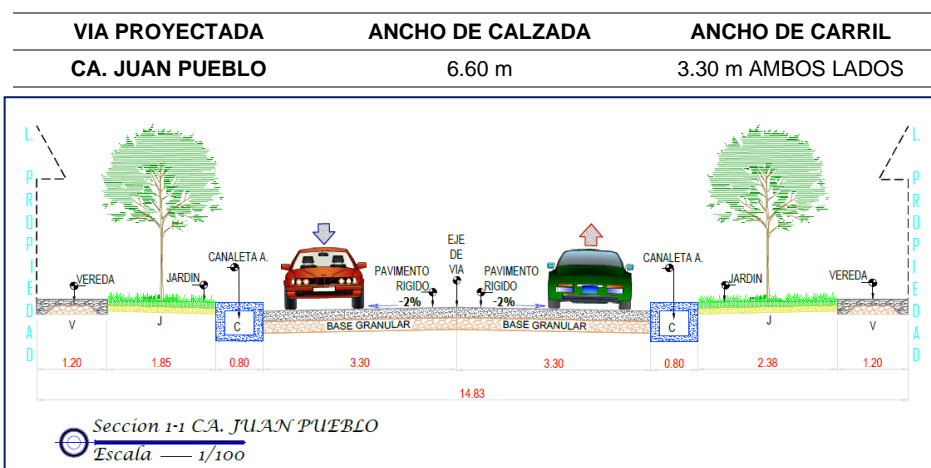 VIA PROYECTADA ANCHO DE CALZADA ANCHO DE CARRIL
CA. JUAN PUEBLO 6.60 m 3.30 m AMBOS LADOS
L. PROPIEDAD
L. PROPIEDAD
EJE
DE
VIA
CANALETA A.
CANALETA A.
PAVIMENTO
RIGIDO
-2%
PAVIMENTO
RIGIDO
-2%
VEREDA
JARDIN
JARDIN
VEREDA
BASE GRANULAR
BASE GRANULAR
V
J
C
C
J
V
1.20 1.85 0.80 3.30 3.30 0.80 2.38 1.20
14.83
Seccion 1-1 CA. JUAN PUEBLO
Escala — 1/100